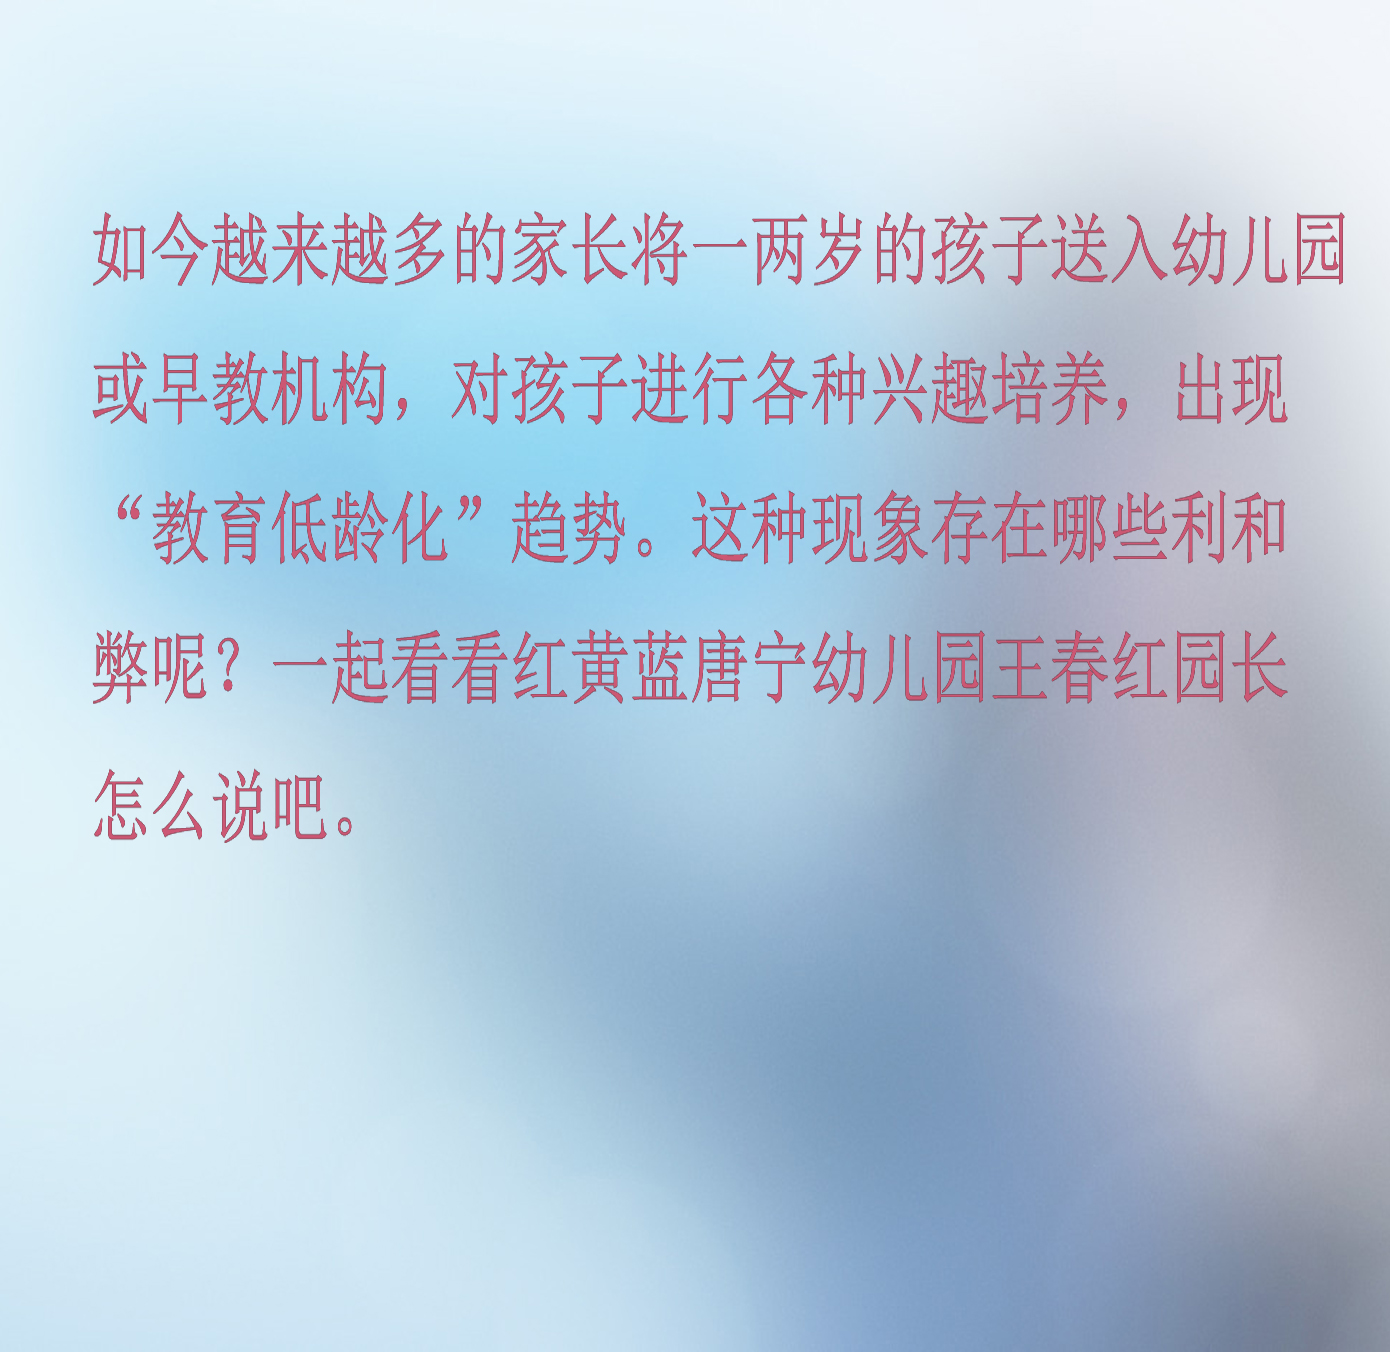 如今越来越多的家长将一两岁的孩子送入幼儿园
或早教机构，对孩子进行各种兴趣培养，出现
“教育低龄化”趋势。这种现象存在哪些利和
弊呢？一起看看红黄蓝唐宁幼儿园王春红园长
怎么说吧。